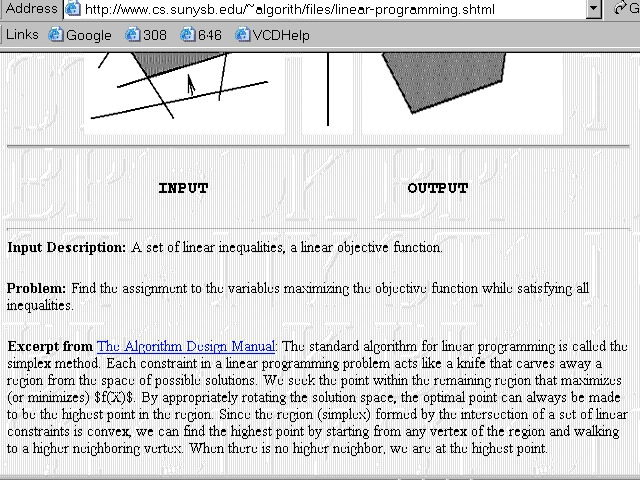 Address http://www.cs.sunysb.edu/~algorith/files/linear-programming.shtml G
Links Google 308 646 VCDHelp
INPUT OUTPUT
Input Description: A set of linear inequalities, a linear objective function.
Problem: Find the assignment to the variables maximizing the objective function while satisfying all
inequalities.
Excerpt from The Algorithm Design Manual: The standard algorithm for linear programming is called the
simplex method. Each constraint in a linear programming problem acts like a knife that carves away a
region from the space of possible solutions. We seek the point within the remaining region that maximizes
(or minimizes) $f(X)$. By appropriately rotating the solution space, the optimal point can always be made
to be the highest point in the region. Since the region (simplex) formed by the intersection of a set of linear
constraints is convex, we can find the highest point by starting from any vertex of the region and walking
to a higher neighboring vertex. When there is no higher neighbor, we are at the highest point.